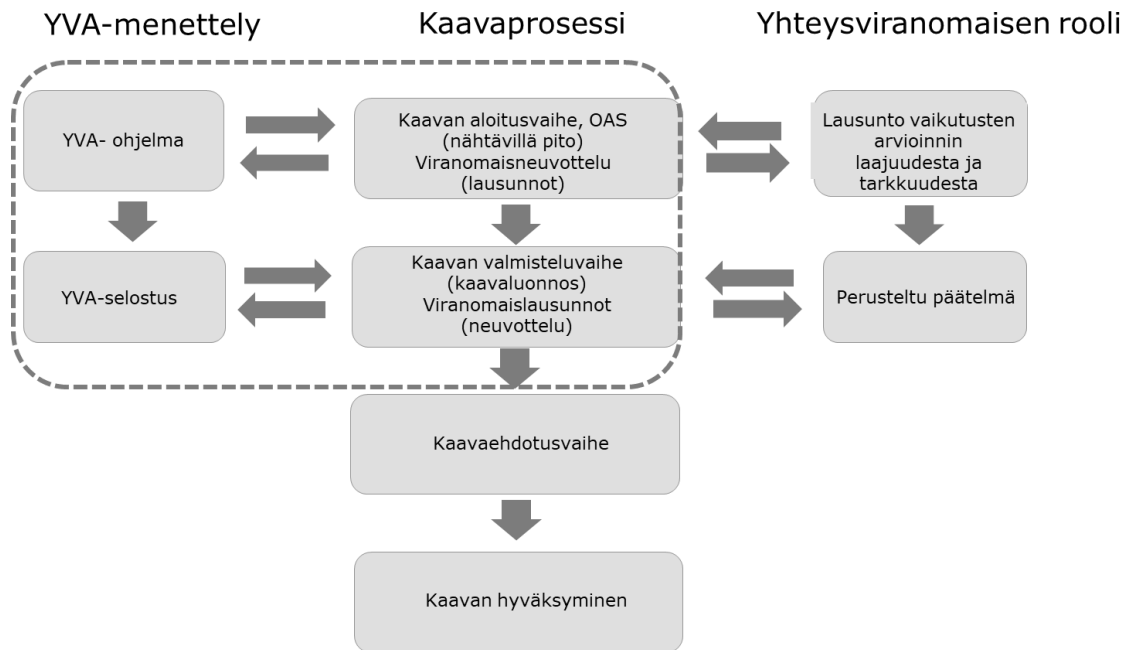 YVA-menettely
Kaavaprosessi
Yhteysviranomaisen rooli
YVA- ohjelma
Kaavan aloitusvaihe, OAS
(nähtävillä pito)
Viranomaisneuvottelu
(lausunnot)
Lausunto vaikutusten
arvioinnin
laajuudesta ja
tarkkuudesta
YVA-selostus
Kaavan valmisteluvaihe
(kaavaluonnos)
Viranomaislausunnot
(neuvottelu)
Perusteltu päätelmä
Kaavaehdotusvaihe
Kaavan hyväksyminen